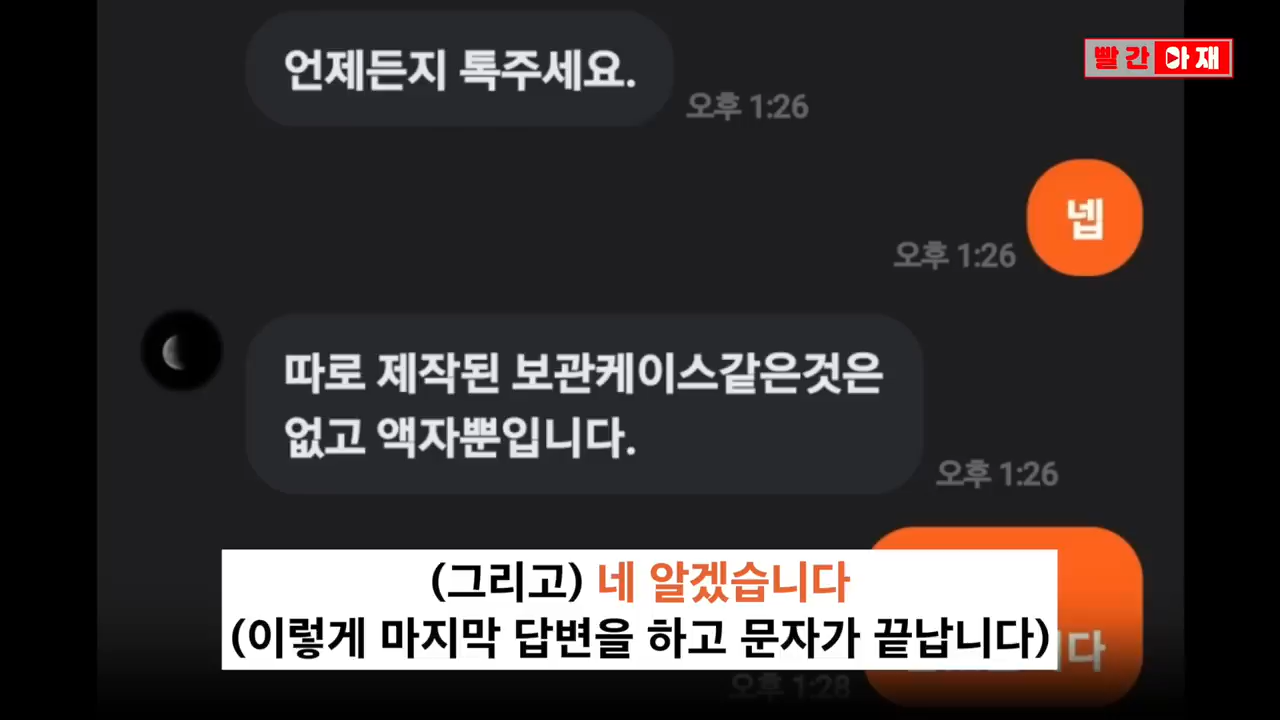 언제든지 톡주세요.
빨간아재
오후 1:26
넵
오후 1:26
따로 제작된 보관케이스같은것은
없고 액자뿐입니다.
오후 1:26
(그리고) 네 알겠습니다
(이렇게 마지막 답변을 하고 문자가 끝납니다)
다
오후 1:28